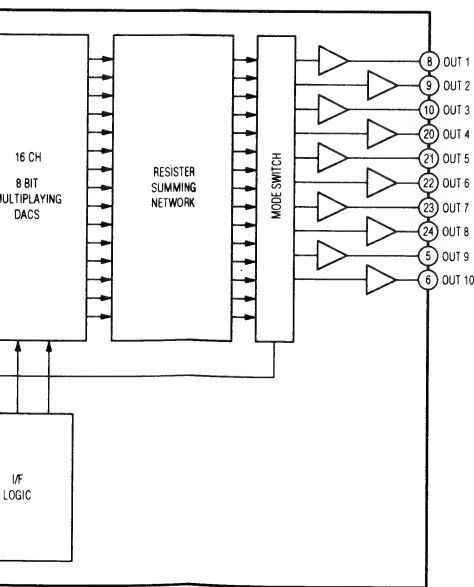 16 CH
8 BIT
ULTIPLAYING
DACS
RESISTER
SUMMING
NETWORK
MODE SWITCH
8 OUT 1
9 OUT 2
10 OUT 3
20 OUT 4
21 OUT 5
22 OUT 6
23 OUT 7
24 OUT 8
5 OUT 9
6 OUT 10
I/F
LOGIC